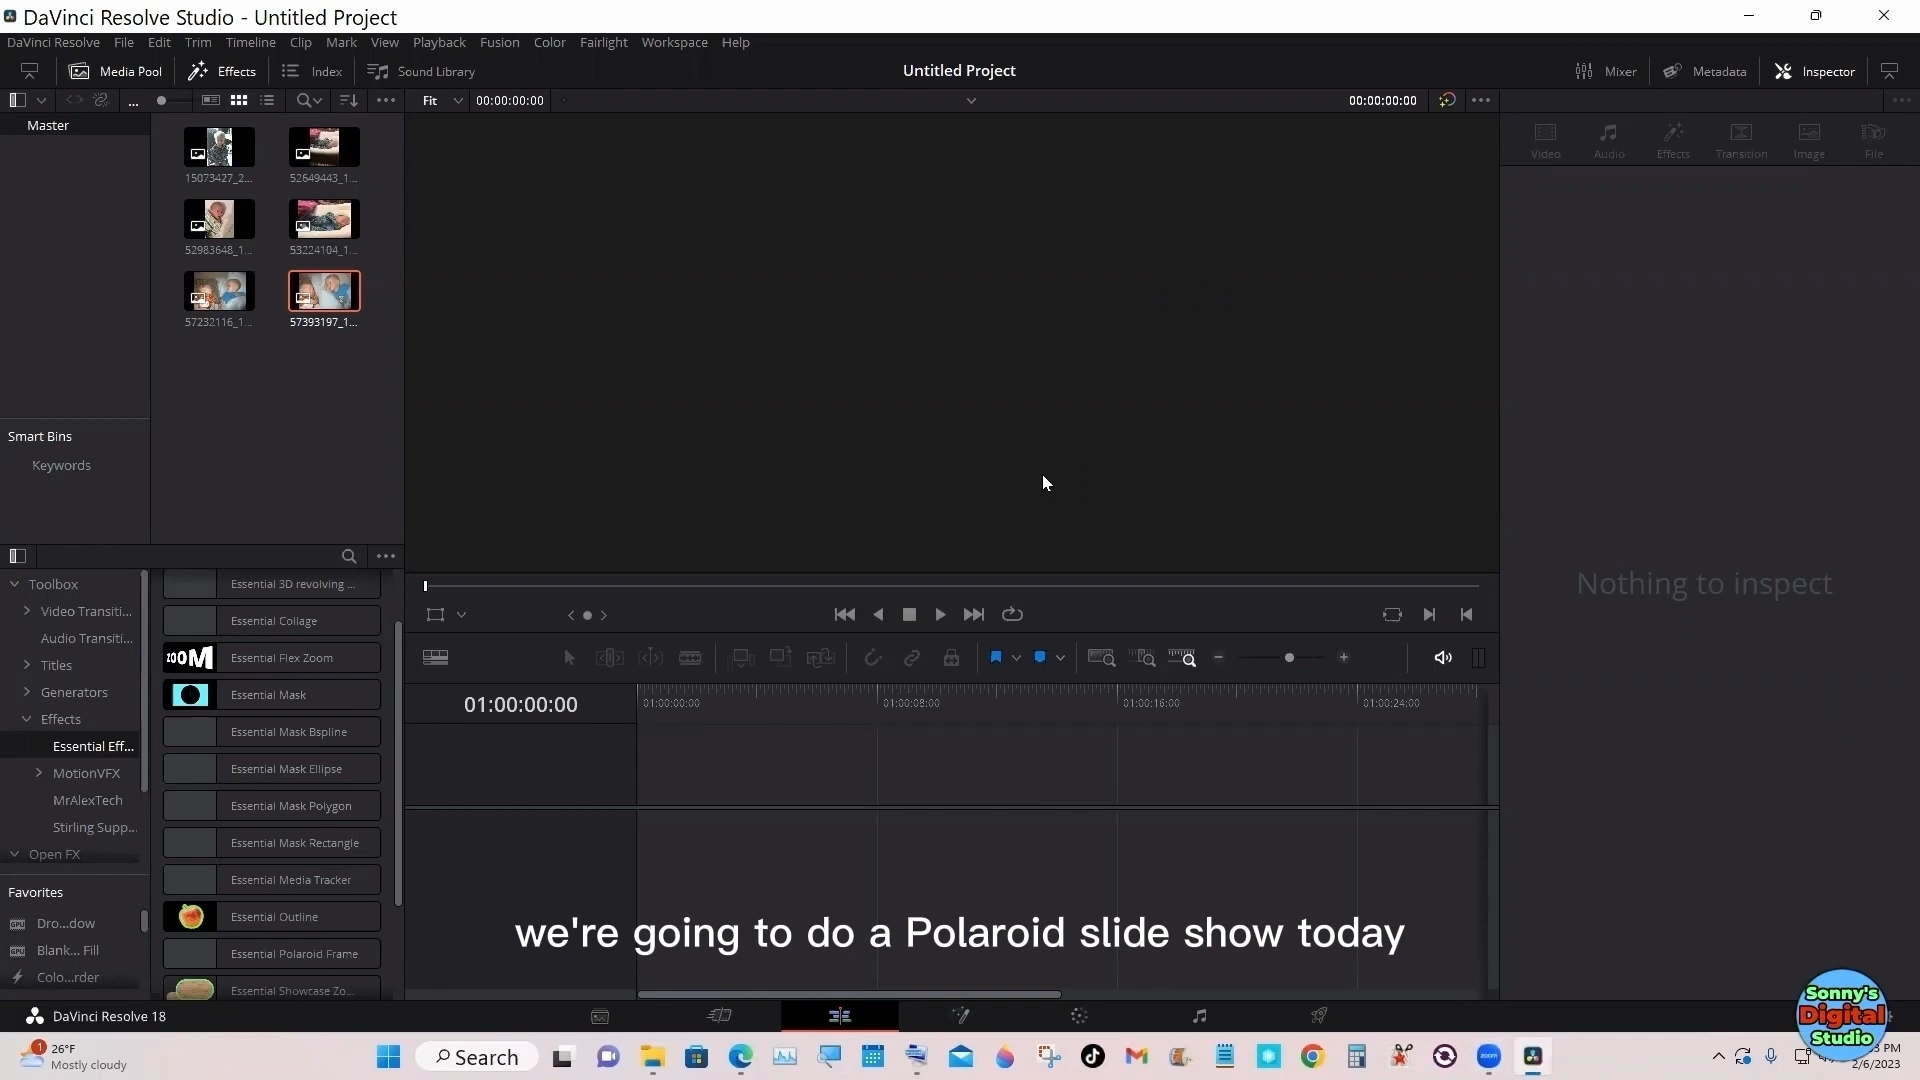 DaVinci Resolve Studio - Untitled Project
DaVinci Resolve File Edit Trim Timeline Clip Mark View Playback Fusion Color Fairlight Workspace Help
Media Pool Effects Index Sound Library Untitled Project Mixer Metadata Inspector
Fit 00:00:00:00 00:00:00:00
Master
15073427_2... 52649443_1...
52983648_1... 53224104_1...
57232116_1... 57393197_1...
Video Audio Effects Transition Image File
Nothing to inspect
Smart Bins
Keywords
Toolbox
Video Transiti...
Audio Transiti...
Titles
Generators
Effects
Essential Eff...
MotionVFX
MrAlexTech
Stirling Supp...
Open FX
Favorites
Dro...dow
Blank... Fill
Colo...rder
Essential 3D revolving ...
Essential Collage
ZOOM Essential Flex Zoom
Essential Mask
Essential Mask Bspline
Essential Mask Ellipse
Essential Mask Polygon
Essential Mask Rectangle
Essential Media Tracker
Essential Outline
Essential Polaroid Frame
Essential Showcase Zo...
01:00:00:00
01:00:00:00 01:00:08:00 01:00:16:00 01:00:24:00
we're going to do a Polaroid slide show today
DaVinci Resolve 18
Sonny's
Digital
Studio
1
26°F
Mostly cloudy
Search
zoom
PM
2/6/2023